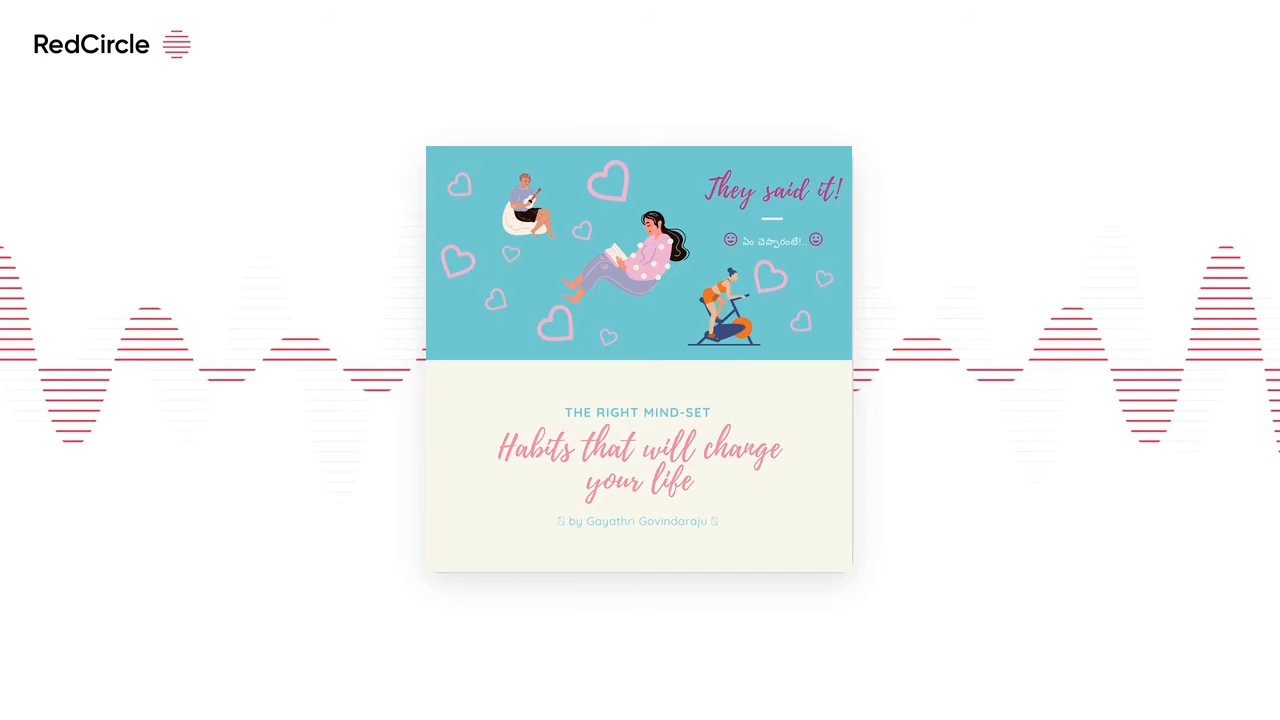 RedCircle
They said it!
ఏం చెప్పారంటే!..
THE RIGHT MIND-SET
Habits that will change
your life
by Gayathri Govindaraju